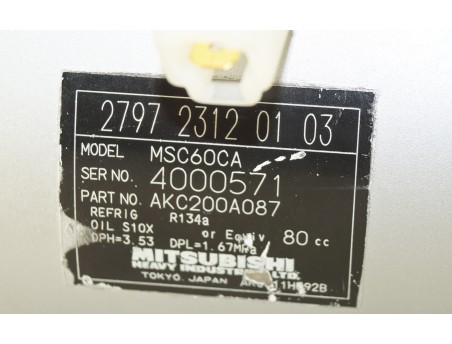 2797 2312 01 03
MODEL MSC60CA
SER NO. 4000571
PART NO. AKC200A087
REFRIG R134a
OIL S10X or Equiv 80 cc
DPH=3.53 DPL=1.67MPa
MITSUBISHI
HEAVY INDUSTRIES, LTD.
TOKYO JAPAN